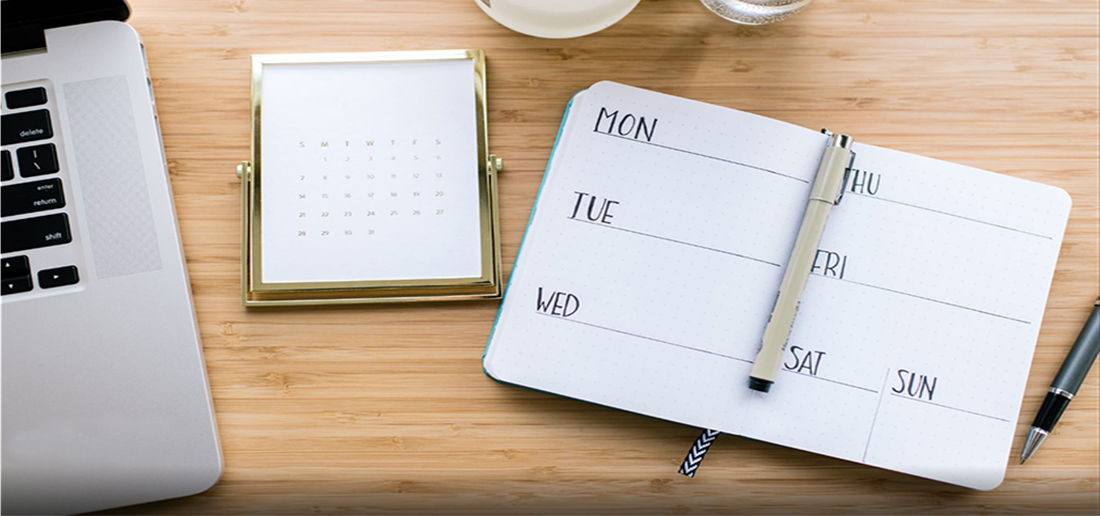 delete
|
\
enter
return
shift
S M T W T F S
1 2 3 4 5 6
7 8 9 10 11 12 13
14 15 16 17 18 19 20
21 22 23 24 25 26 27
28 29 30 31
MON
TUE
WED
THU
FRI
SAT
SUN